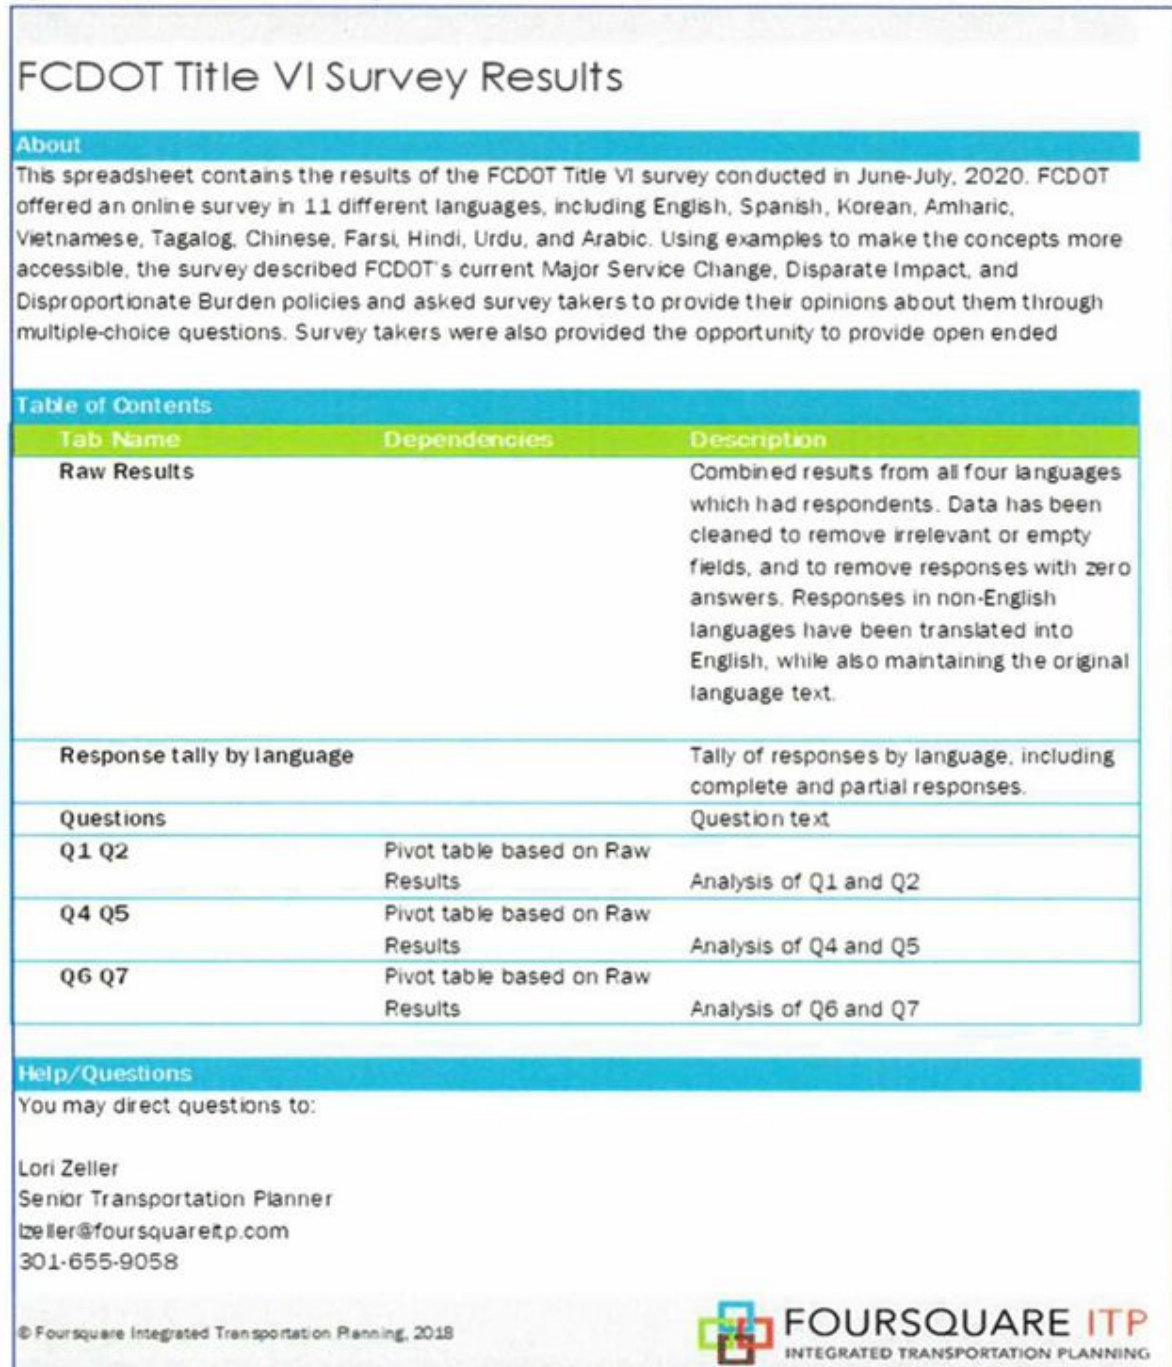 FCDOT Title VI Survey Results
About
This spreadsheet contains the results of the FCDOT Title VI survey conducted in June-July, 2020. FCDOT
offered an online survey in 11 different languages, including English, Spanish, Korean, Amharic,
Vietnamese, Tagalog, Chinese, Farsi, Hindi, Urdu, and Arabic. Using examples to make the concepts more
accessible, the survey described FCDOT's current Major Service Change, Disparate Impact, and
Disproportionate Burden policies and asked survey takers to provide their opinions about them through
multiple-choice questions. Survey takers were also provided the opportunity to provide open ended
Table of Contents
Tab Name Dependencies Description
Raw Results Combined results from all four languages
which had respondents. Data has been
cleaned to remove irrelevant or empty
fields, and to remove responses with zero
answers. Responses in non-English
languages have been translated into
English, while also maintaining the original
language text.
Response tally by language Tally of responses by language, including
complete and partial responses.
Questions Question text
Q1 Q2 Pivot table based on Raw
Results Analysis of Q1 and Q2
Q4 Q5 Pivot table based on Raw
Results Analysis of Q4 and Q5
Q6 Q7 Pivot table based on Raw
Results Analysis of Q6 and Q7
Help/Questions
You may direct questions to:
Lori Zeller
Senior Transportation Planner
lzeller@foursquareitp.com
301-655-9058
© Foursquare Integrated Transportation Planning, 2018
FOURSQUARE ITP
INTEGRATED TRANSPORTATION PLANNING